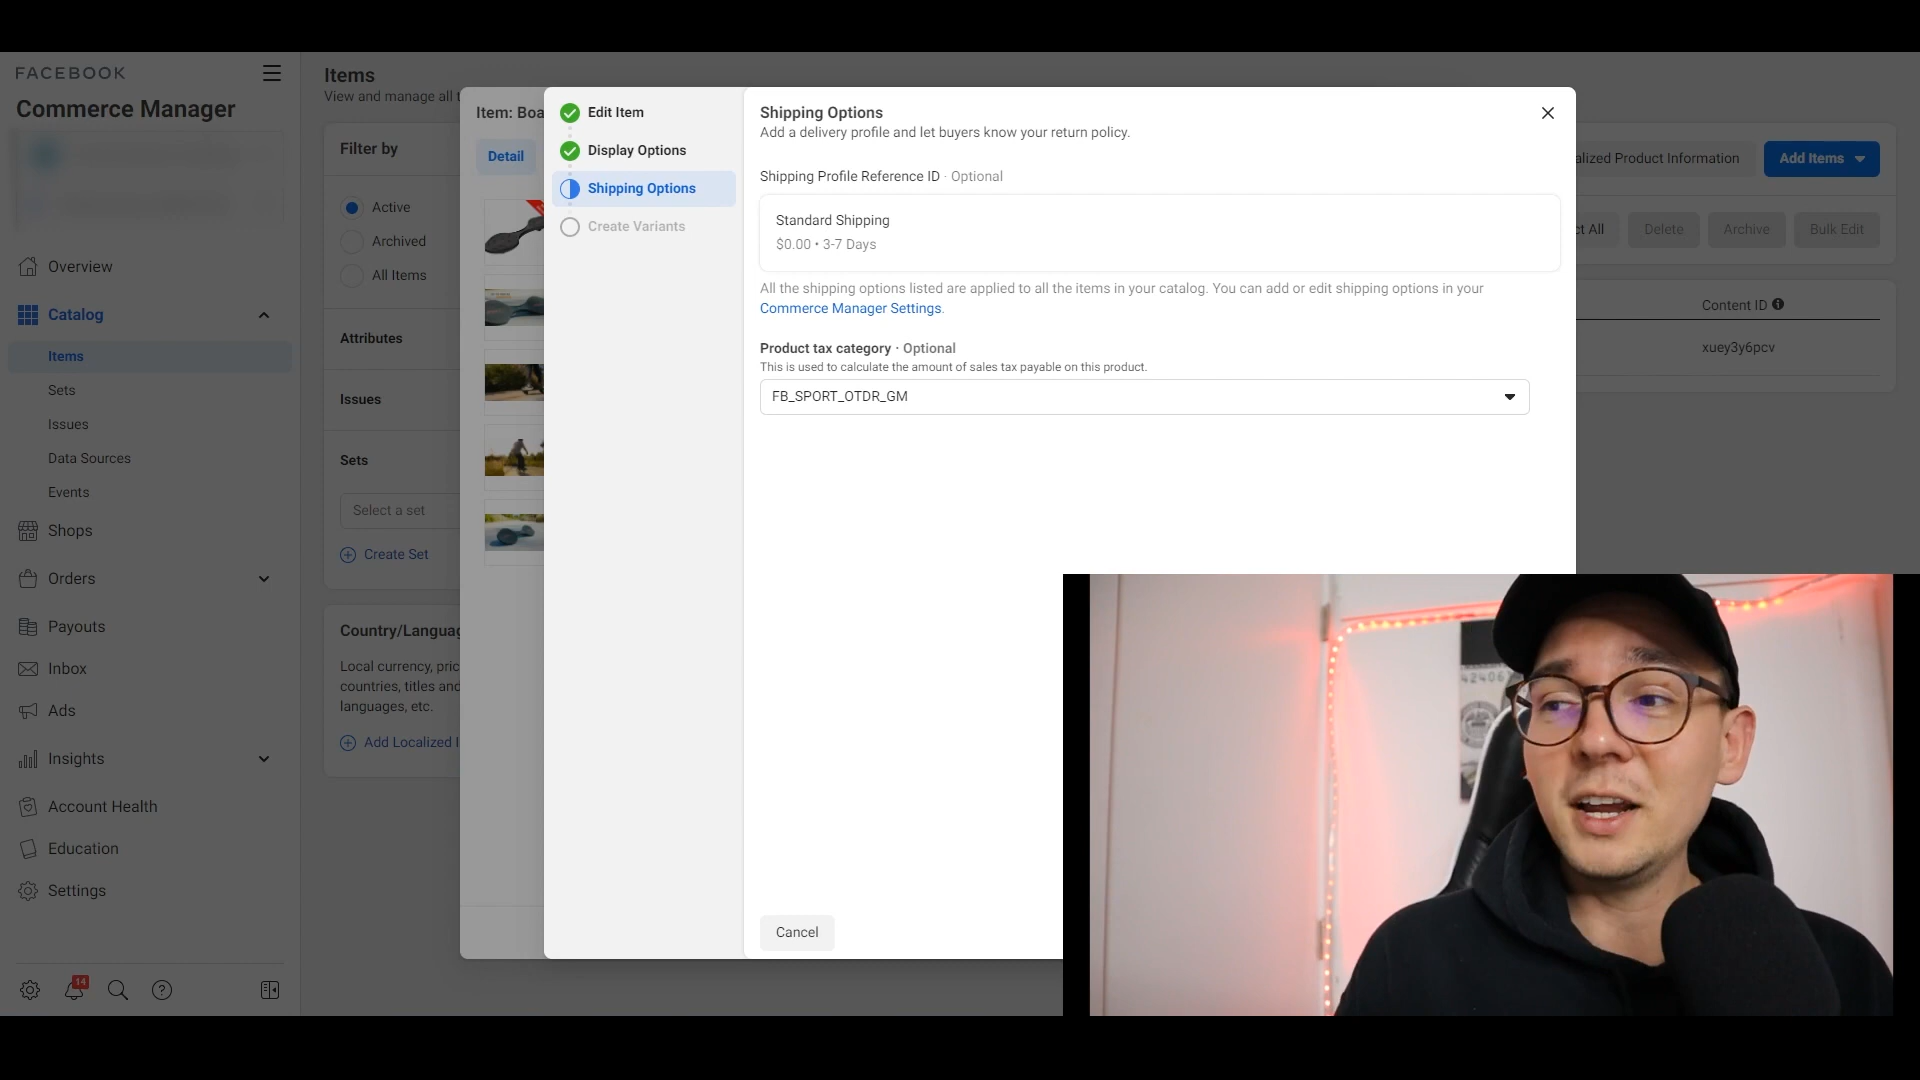 FACEBOOK
Commerce Manager
Overview
Catalog
Items
Sets
Issues
Data Sources
Events
Shops
Orders
Payouts
Inbox
Ads
Insights
Account Health
Education
Settings
14
Items
View and manage all
Filter by
Active
Archived
All Items
Attributes
Issues
Sets
Select a set
Create Set
Country/Languag
Local currency, pric
countries, titles and
languages, etc.
Add Localized I
Item: Boa
Detail
Edit Item
Display Options
Shipping Options
Create Variants
Shipping Options
Add a delivery profile and let buyers know your return policy.
Shipping Profile Reference ID · Optional
Standard Shipping
$0.00 • 3-7 Days
All the shipping options listed are applied to all the items in your catalog. You can add or edit shipping options in your
Commerce Manager Settings.
Product tax category · Optional
This is used to calculate the amount of sales tax payable on this product.
FB_SPORT_OTDR_GM
Cancel
alized Product Information
Add Items
ct All
Delete
Archive
Bulk Edit
Content ID
xuey3y6pcv